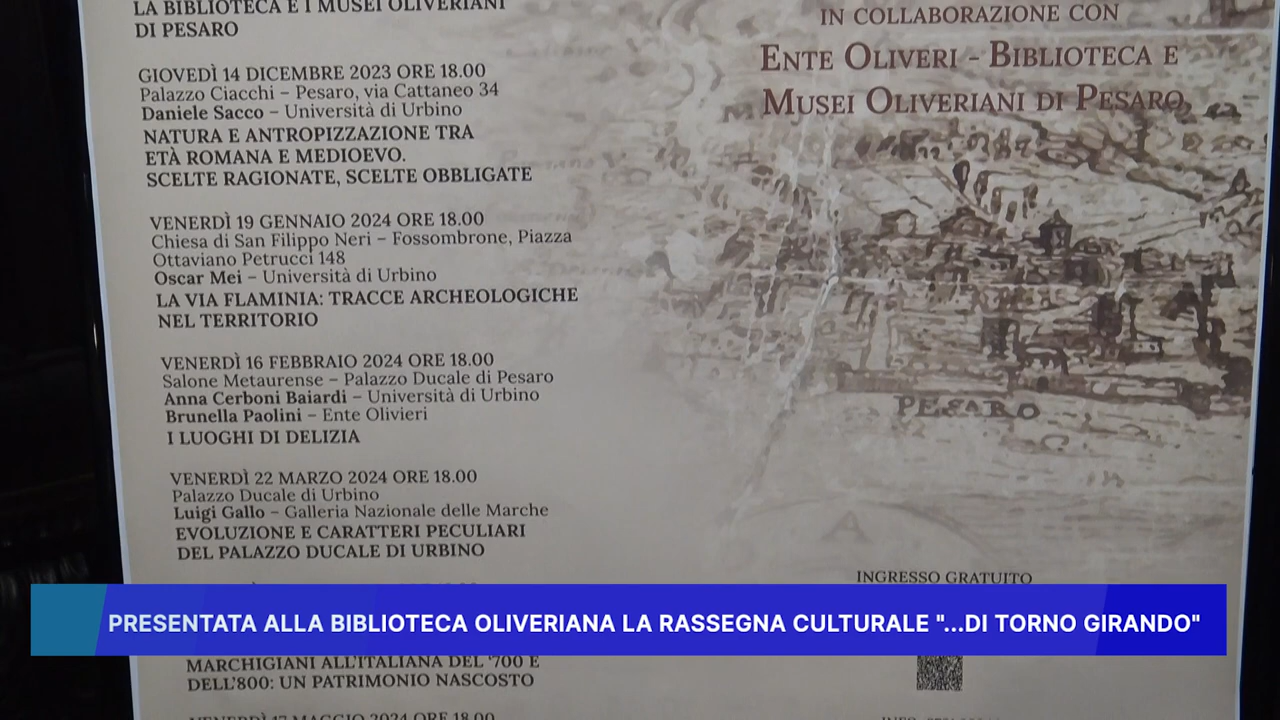 LA BIBLIOTECA E I MUSEI OLIVERIANI
DI PESARO
GIOVEDÌ 14 DICEMBRE 2023 ORE 18.00
Palazzo Ciacchi – Pesaro, via Cattaneo 34
Daniele Sacco – Università di Urbino
NATURA E ANTROPIZZAZIONE TRA
ETÀ ROMANA E MEDIOEVO.
SCELTE RAGIONATE, SCELTE OBBLIGATE
VENERDÌ 19 GENNAIO 2024 ORE 18.00
Chiesa di San Filippo Neri – Fossombrone, Piazza
Ottaviano Petrucci 148
Oscar Mei – Università di Urbino
LA VIA FLAMINIA: TRACCE ARCHEOLOGICHE
NEL TERRITORIO
VENERDÌ 16 FEBBRAIO 2024 ORE 18.00
Salone Metaurense – Palazzo Ducale di Pesaro
Anna Cerboni Baiardi – Università di Urbino
Brunella Paolini – Ente Olivieri
I LUOGHI DI DELIZIA
VENERDÌ 22 MARZO 2024 ORE 18.00
Palazzo Ducale di Urbino
Luigi Gallo – Galleria Nazionale delle Marche
EVOLUZIONE E CARATTERI PECULIARI
DEL PALAZZO DUCALE DI URBINO
MARCHIGIANI ALL'ITALIANA DEL '700 E
DELL'800: UN PATRIMONIO NASCOSTO
VENERDÌ 17 MAGGIO 2024 ORE 18.00
IN COLLABORAZIONE CON
ENTE OLIVERI - BIBLIOTECA E
MUSEI OLIVERIANI DI PESARO
PESARO
A
INGRESSO GRATUITO
PRESENTATA ALLA BIBLIOTECA OLIVERIANA LA RASSEGNA CULTURALE "...DI TORNO GIRANDO"